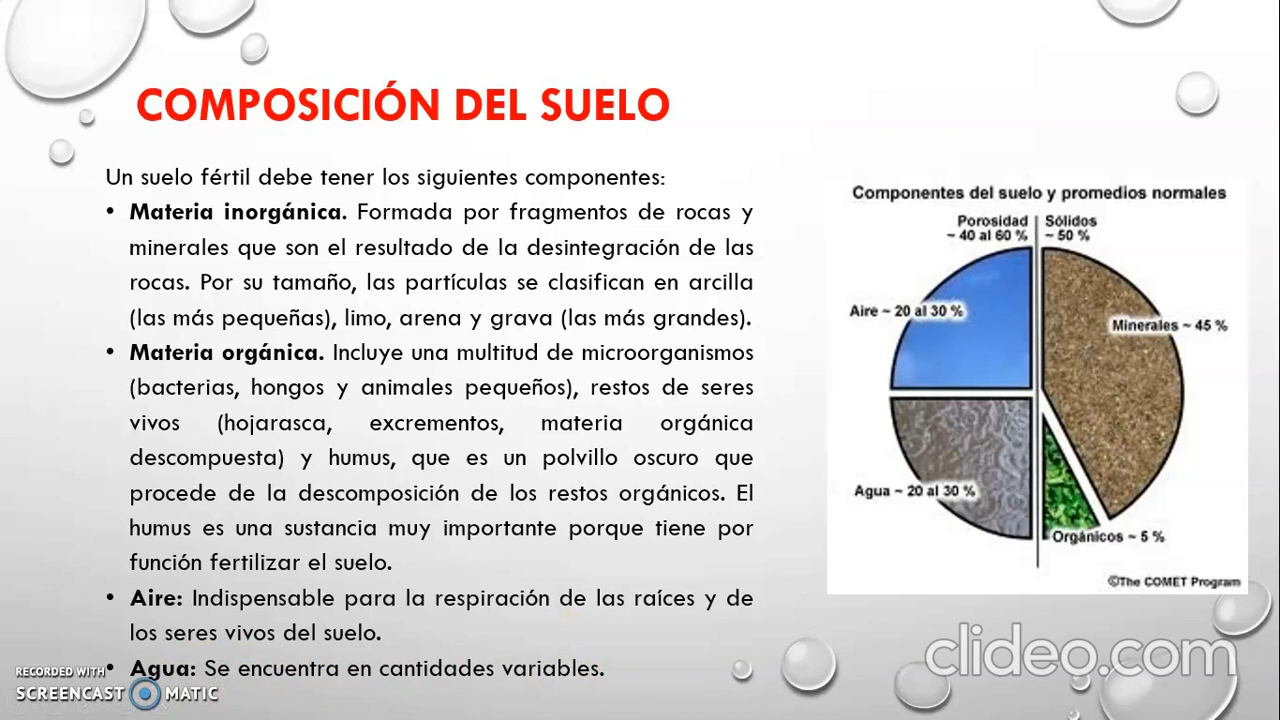 COMPOSICIÓN DEL SUELO
Un suelo fértil debe tener los siguientes componentes:
• Materia inorgánica. Formada por fragmentos de rocas y
minerales que son el resultado de la desintegración de las
rocas. Por su tamaño, las partículas se clasifican en arcilla
(las más pequeñas), limo, arena y grava (las más grandes).
• Materia orgánica. Incluye una multitud de microorganismos
(bacterias, hongos y animales pequeños), restos de seres
vivos (hojarasca, excrementos, materia orgánica
descompuesta) y humus, que es un polvillo oscuro que
procede de la descomposición de los restos orgánicos. El
humus es una sustancia muy importante porque tiene por
función fertilizar el suelo.
• Aire: Indispensable para la respiración de las raíces y de
los seres vivos del suelo.
• Agua: Se encuentra en cantidades variables.
Componentes del suelo y promedios normales
Porosidad
~ 40 al 60 %
Sólidos
~ 50 %
Aire ~ 20 al 30 %
Minerales ~ 45 %
Agua ~ 20 al 30 %
Orgánicos ~ 5 %
©The COMET Program
clideo.com
RECORDED WITH
SCREENCAST MATIC